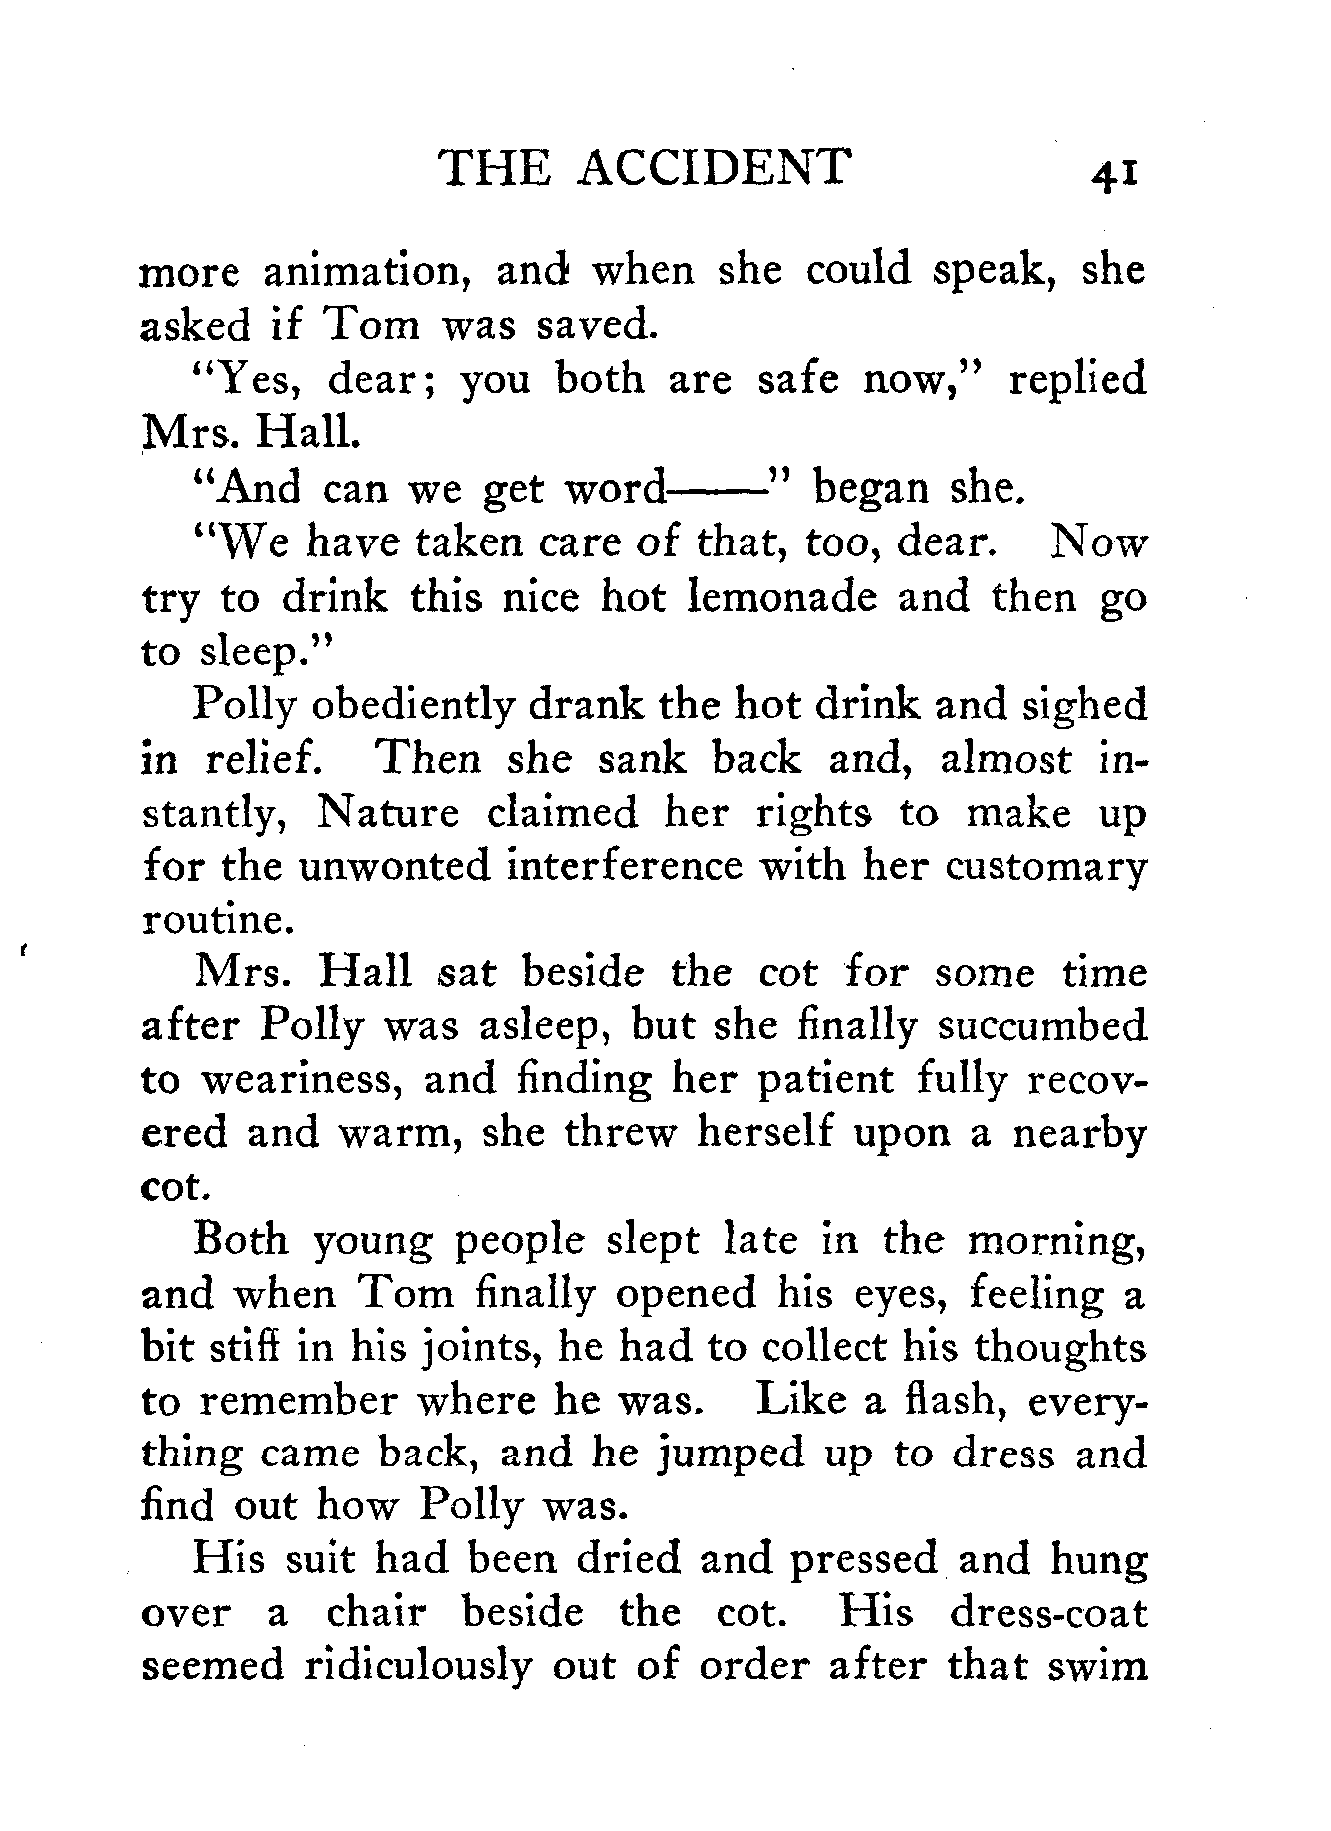 THE ACCIDENT 41
more animation, and when she could speak, she
asked if Tom was saved.
"Yes, dear; you both are safe now," replied
Mrs. Hall.
"And can we get word——" began she.
"We have taken care of that, too, dear. Now
try to drink this nice hot lemonade and then go
to sleep."
Polly obediently drank the hot drink and sighed
in relief. Then she sank back and, almost in-
stantly, Nature claimed her rights to make up
for the unwonted interference with her customary
routine.
Mrs. Hall sat beside the cot for some time
after Polly was asleep, but she finally succumbed
to weariness, and finding her patient fully recov-
ered and warm, she threw herself upon a nearby
cot.
Both young people slept late in the morning,
and when Tom finally opened his eyes, feeling a
bit stiff in his joints, he had to collect his thoughts
to remember where he was. Like a flash, every-
thing came back, and he jumped up to dress and
find out how Polly was.
His suit had been dried and pressed and hung
over a chair beside the cot. His dress-coat
seemed ridiculously out of order after that swim